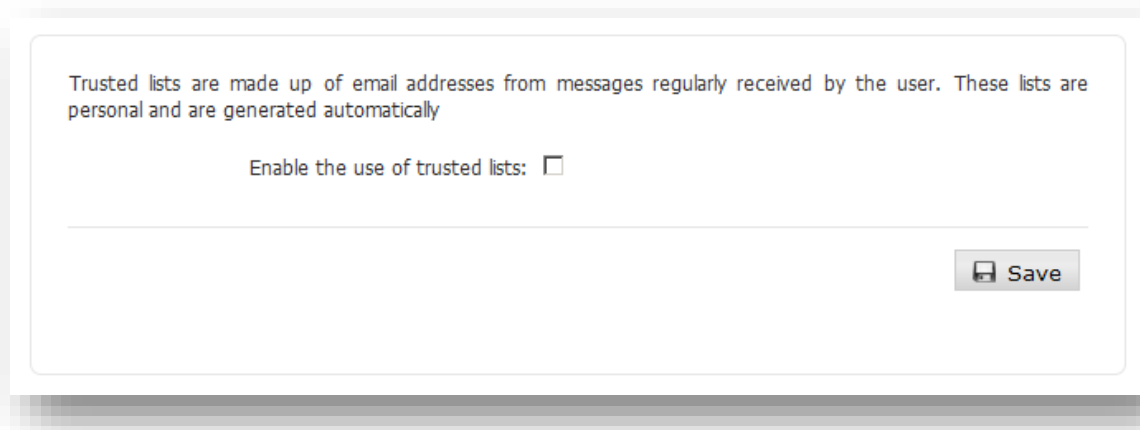 Trusted lists are made up of email addresses from messages regularly received by the user. These lists are
personal and are generated automatically
Enable the use of trusted lists:
Save